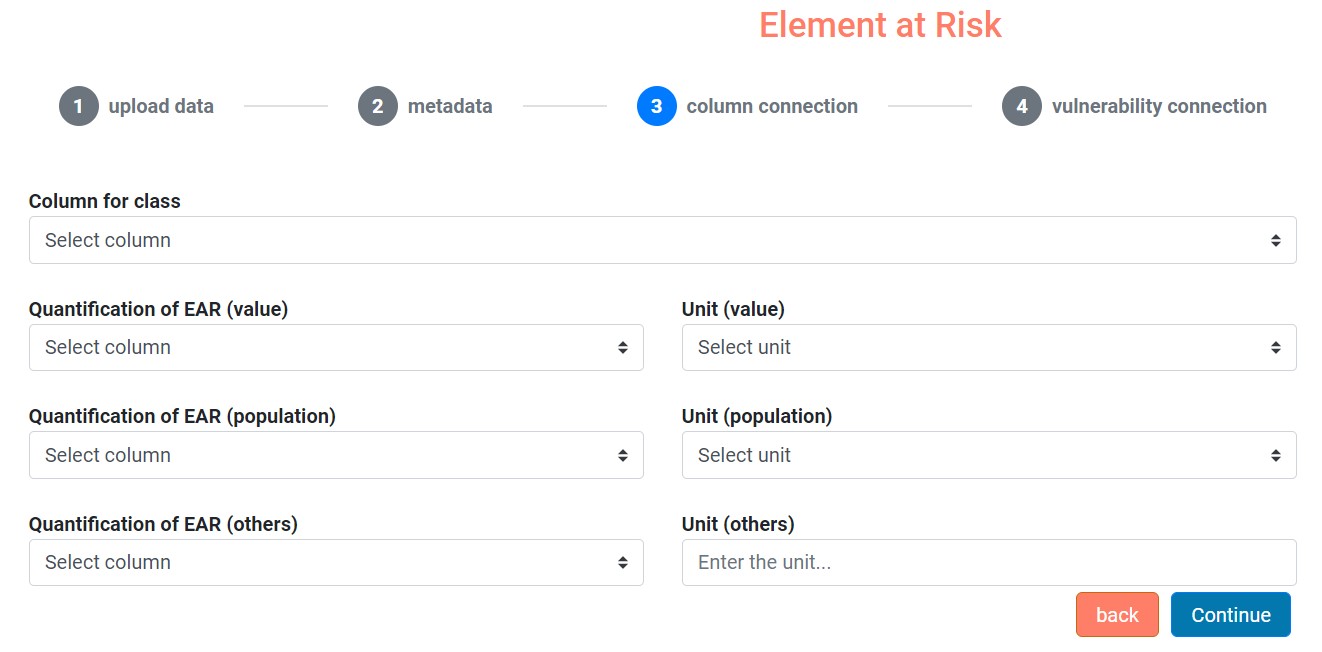 Element at Risk
1 upload data 2 metadata 3 column connection 4 vulnerability connection
Column for class
Select column
Quantification of EAR (value) Unit (value)
Select column Select unit
Quantification of EAR (population) Unit (population)
Select column Select unit
Quantification of EAR (others) Unit (others)
Select column Enter the unit...
back Continue